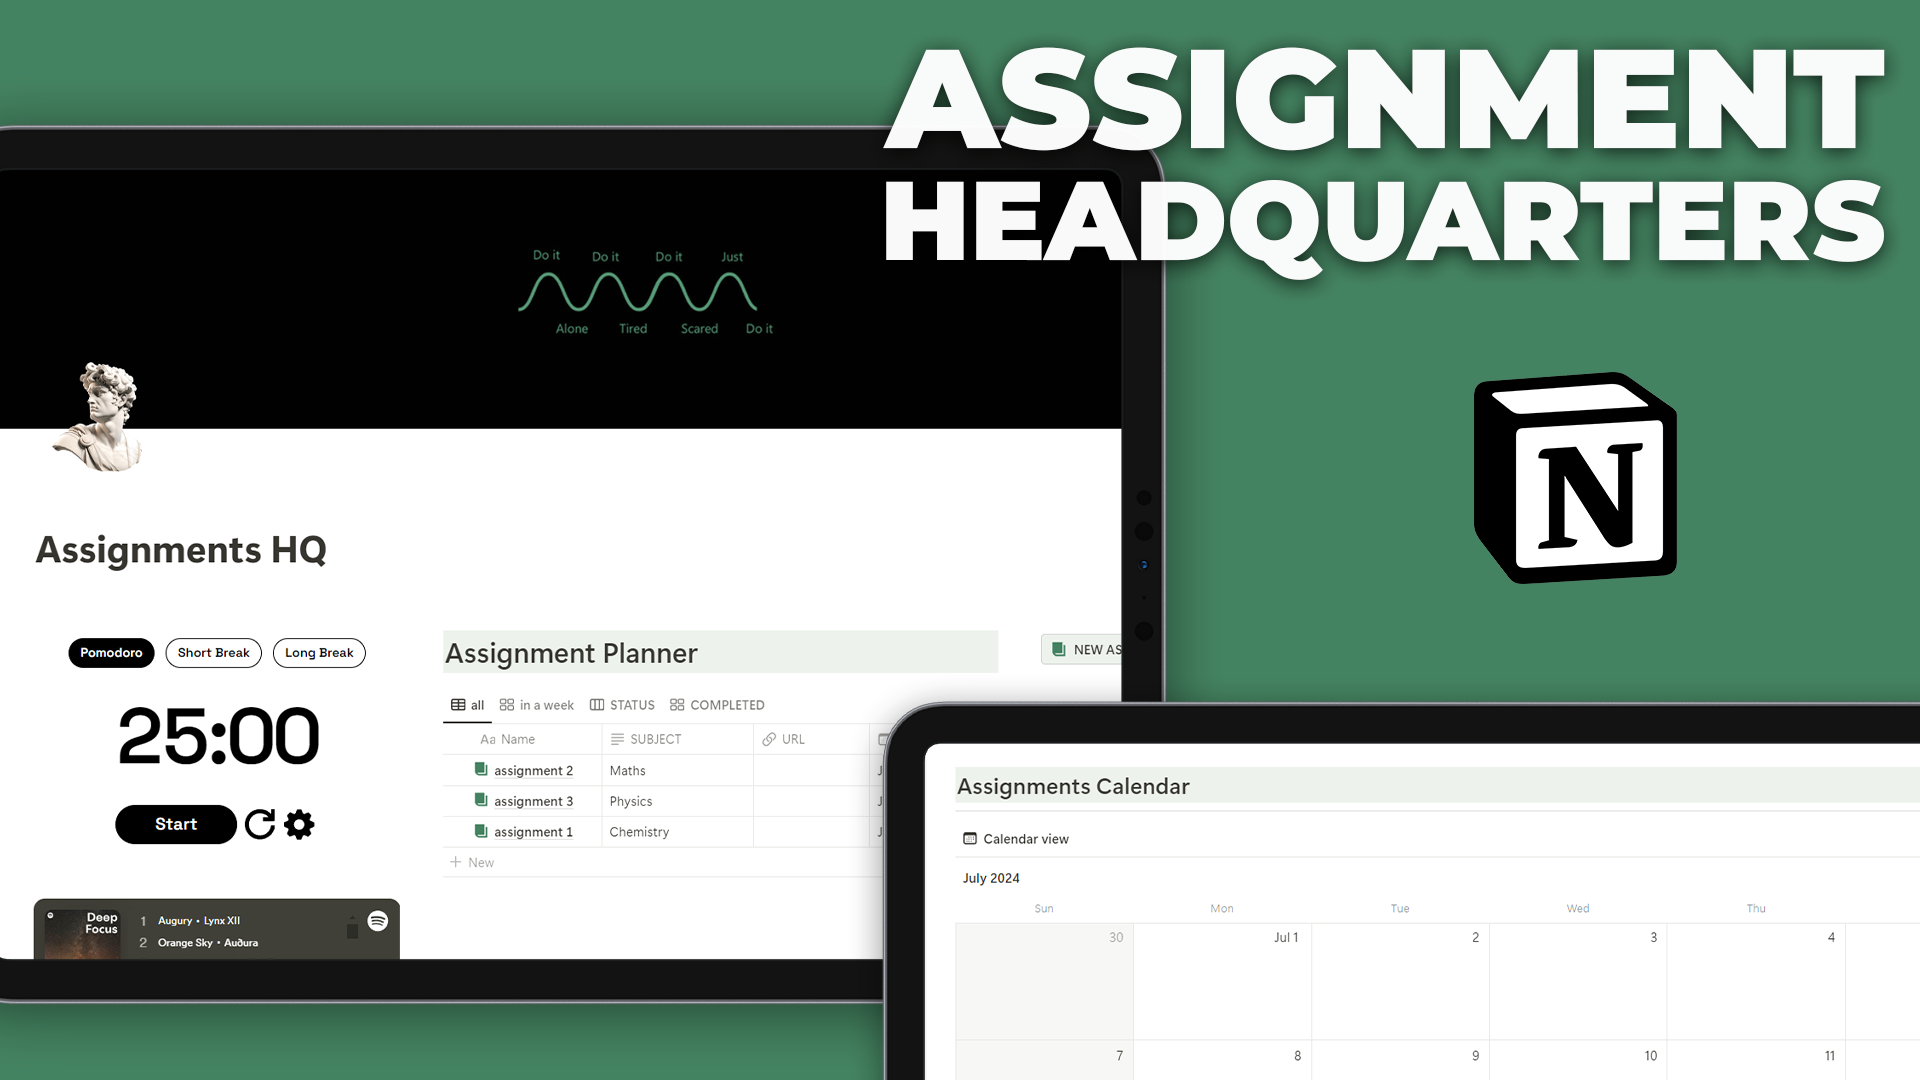 ASSIGNMENT
HEADQUARTERS
Do it Do it Do it Just
Alone Tired Scared Do it
Assignments HQ
Pomodoro Short Break Long Break
25:00
Start
Deep
Focus
1 Augury • Lynx XII
2 Orange Sky • Auðura
Assignment Planner
NEW AS
all in a week STATUS COMPLETED
Aa Name SUBJECT URL
assignment 2 Maths J
assignment 3 Physics J
assignment 1 Chemistry J
+ New
N
Assignments Calendar
Calendar view
July 2024
Sun Mon Tue Wed Thu
30 Jul 1 2 3 4
7 8 9 10 11